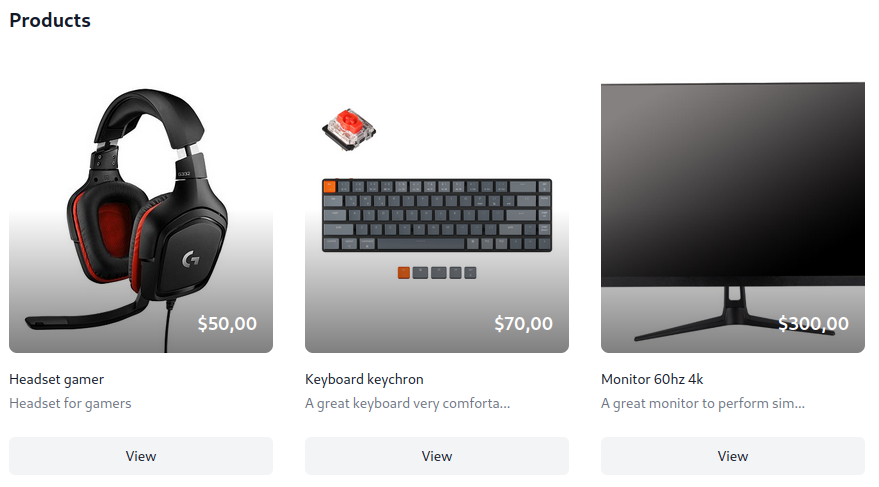 Products
G332
$50,00
$70,00
$300,00
Headset gamer
Keyboard keychron
Monitor 60hz 4k
Headset for gamers
A great keyboard very comforta...
A great monitor to perform sim...
View
View
View